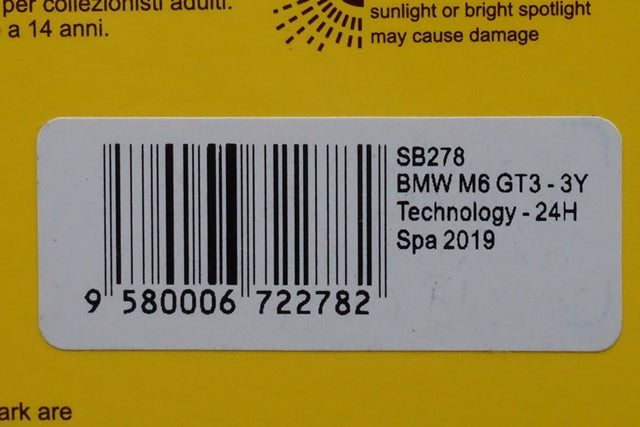 per collezionisti adulti.
a 14 anni.
sunlight or bright spotlight
may cause damage
SB278
BMW M6 GT3 - 3Y
Technology - 24H
Spa 2019
9 580006 722782
ark are